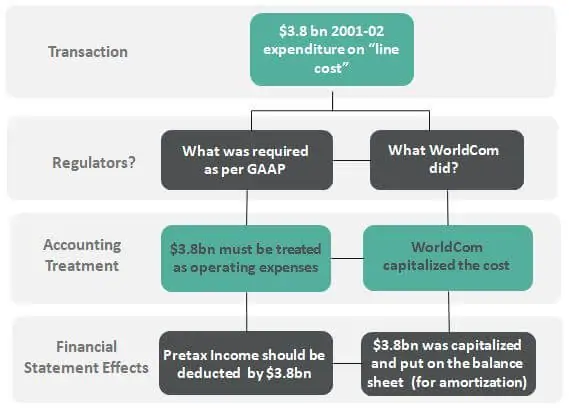 Transaction
$3.8 bn 2001-02
expenditure on “line
cost”
Regulators?
What was required
as per GAAP
What WorldCom
did?
Accounting
Treatment
$3.8bn must be treated
as operating expenses
WorldCom
capitalized the cost
Financial
Statement Effects
Pretax Income should be
deducted by $3.8bn
$3.8bn was capitalized
and put on the balance
sheet (for amortization)